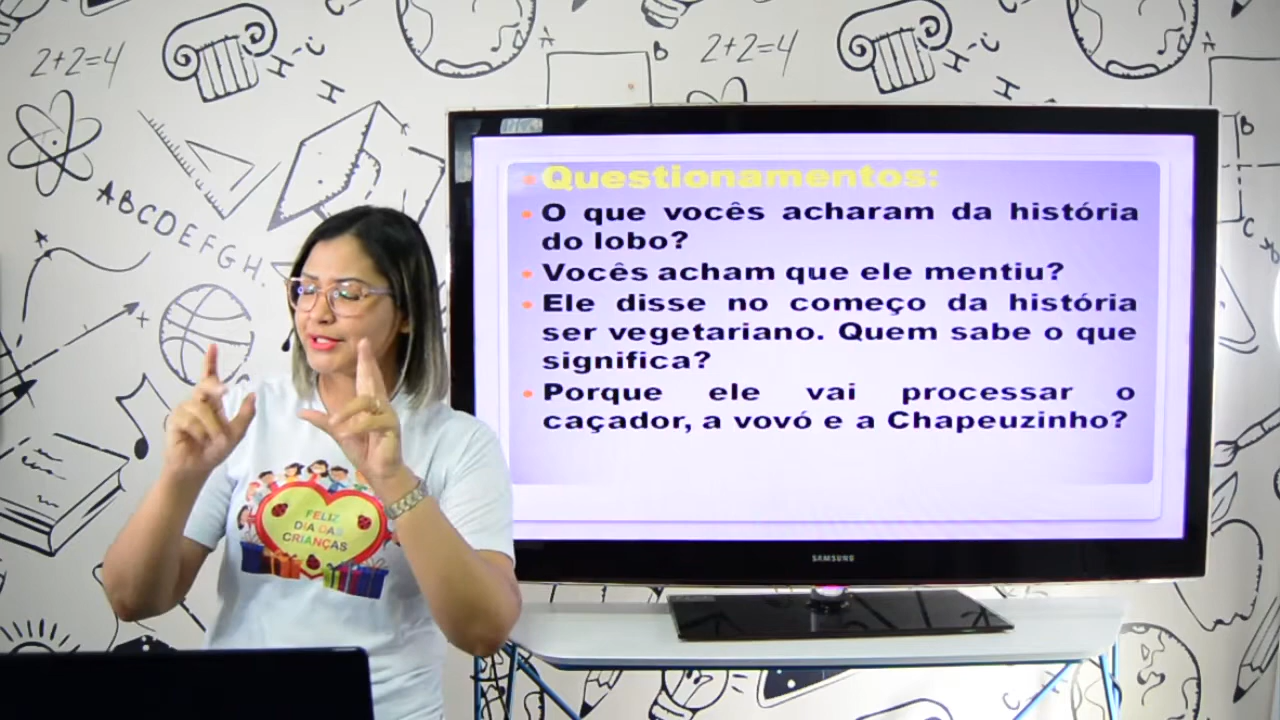 2+2=4
H
A
B
2+2=4
H
A
ABCDEFGH.
B
C
Questionamentos:
O que vocês acharam da história
do lobo?
Vocês acham que ele mentiu?
Ele disse no começo da história
ser vegetariano. Quem sabe o que
significa?
Porque ele vai processar o
caçador, a vovó e a Chapeuzinho?
FELIZ
DIA DAS
CRIANÇAS
SAMSUNG